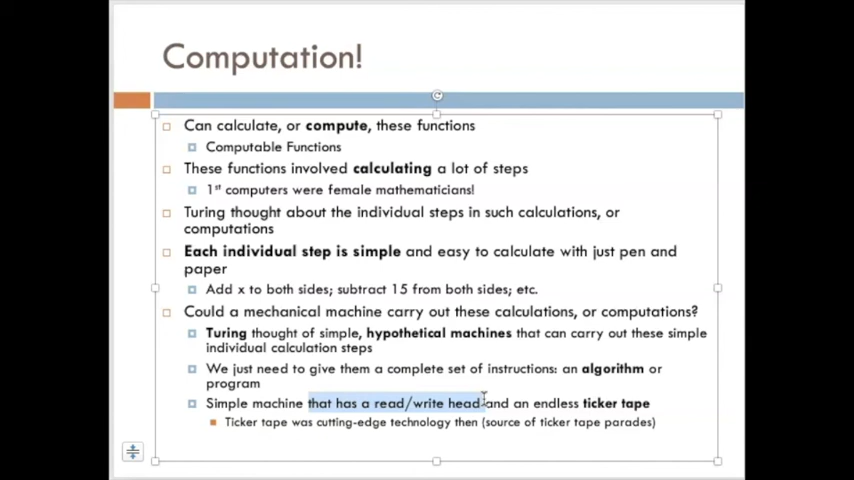 Computation!
Can calculate, or compute, these functions
Computable Functions
These functions involved calculating a lot of steps
1st computers were female mathematicians!
Turing thought about the individual steps in such calculations, or
computations
Each individual step is simple and easy to calculate with just pen and
paper
Add x to both sides; subtract 15 from both sides; etc.
Could a mechanical machine carry out these calculations, or computations?
Turing thought of simple, hypothetical machines that can carry out these simple
individual calculation steps
We just need to give them a complete set of instructions: an algorithm or
program
Simple machine that has a read/write head and an endless ticker tape
Ticker tape was cutting-edge technology then (source of ticker tape parades)